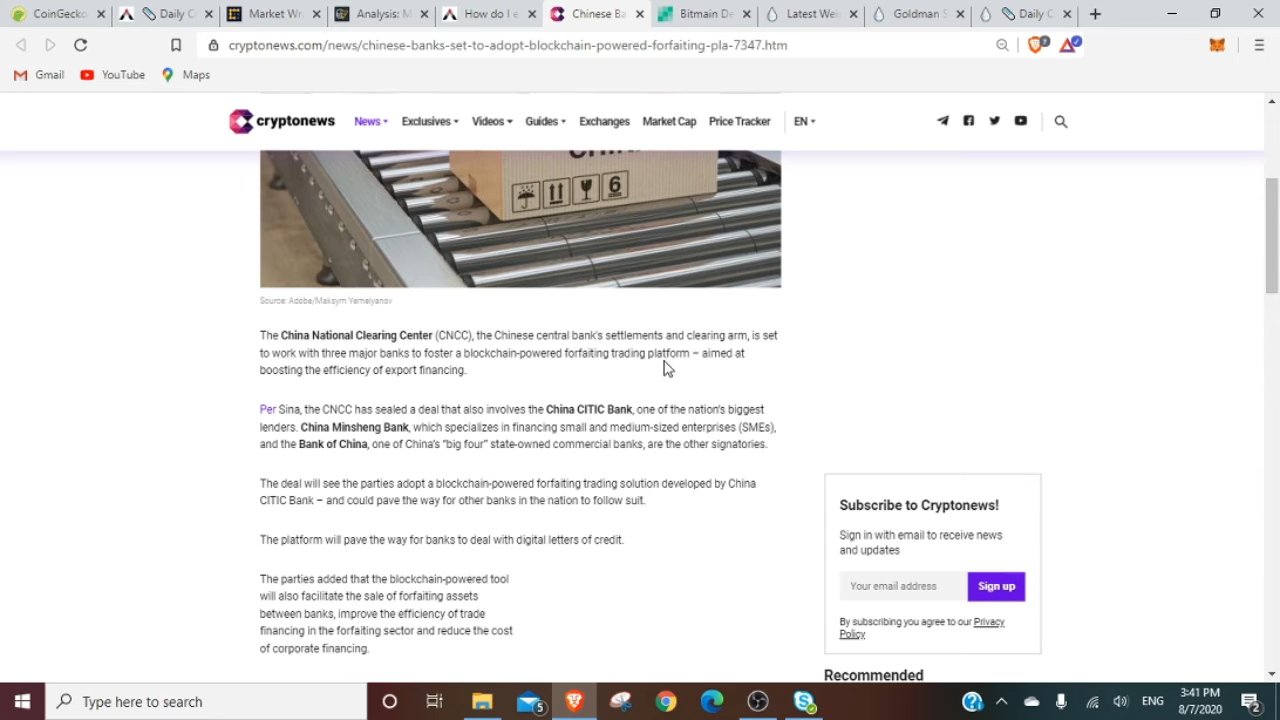 CoinGecko
Daily C
Market Wr
Analysis: M
How do I e
Chinese Ba
Bitmain De
Latest Wei
Goldman S
Daily C
cryptonews.com/news/chinese-banks-set-to-adopt-blockchain-powered-forfaiting-pla-7347.htm
Gmail YouTube Maps
cryptonews News Exclusives Videos Guides Exchanges Market Cap Price Tracker EN
CHINA
6
Source: Adobe/Maksym Yemelyanov
The China National Clearing Center (CNCC), the Chinese central bank's settlements and clearing arm, is set
to work with three major banks to foster a blockchain-powered forfaiting trading platform – aimed at
boosting the efficiency of export financing.
Per Sina, the CNCC has sealed a deal that also involves the China CITIC Bank, one of the nation's biggest
lenders. China Minsheng Bank, which specializes in financing small and medium-sized enterprises (SMEs),
and the Bank of China, one of China's “big four” state-owned commercial banks, are the other signatories.
The deal will see the parties adopt a blockchain-powered forfaiting trading solution developed by China
CITIC Bank – and could pave the way for other banks in the nation to follow suit.
The platform will pave the way for banks to deal with digital letters of credit.
The parties added that the blockchain-powered tool
will also facilitate the sale of forfaiting assets
between banks, improve the efficiency of trade
financing in the forfaiting sector and reduce the cost
of corporate financing.
Subscribe to Cryptonews!
Sign in with email to receive news
and updates
Your email address
Sign up
By subscribing you agree to our Privacy
Policy
Recommended
Type here to search
5
ENG
3:41 PM
8/7/2020
2